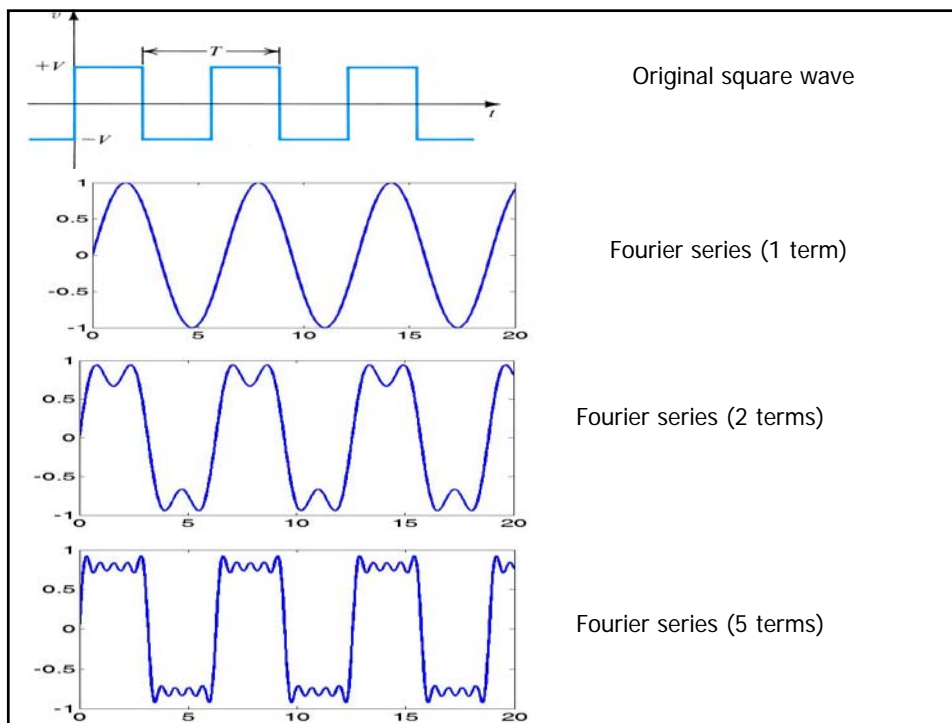 v
T
+V
Original square wave
t
−V
1
0.5
0
-0.5
-1
0 5 10 15 20
Fourier series (1 term)
1
0.5
0
-0.5
-1
0 5 10 15 20
Fourier series (2 terms)
1
0.5
0
-0.5
-1
0 5 10 15 20
Fourier series (5 terms)